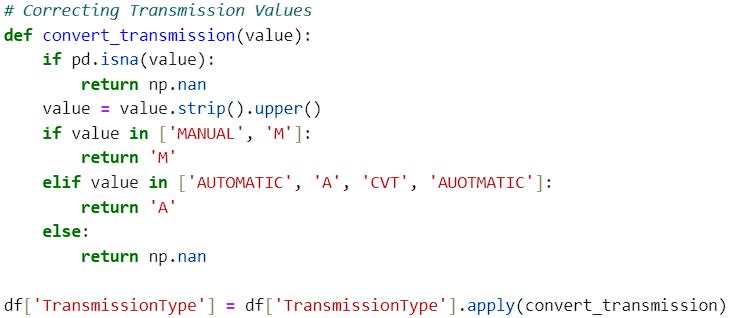 # Correcting Transmission Values
def convert_transmission(value):
    if pd.isna(value):
        return np.nan
    value = value.strip().upper()
    if value in ['MANUAL', 'M']:
        return 'M'
    elif value in ['AUTOMATIC', 'A', 'CVT', 'AUOTMATIC']:
        return 'A'
    else:
        return np.nan

df['TransmissionType'] = df['TransmissionType'].apply(convert_transmission)